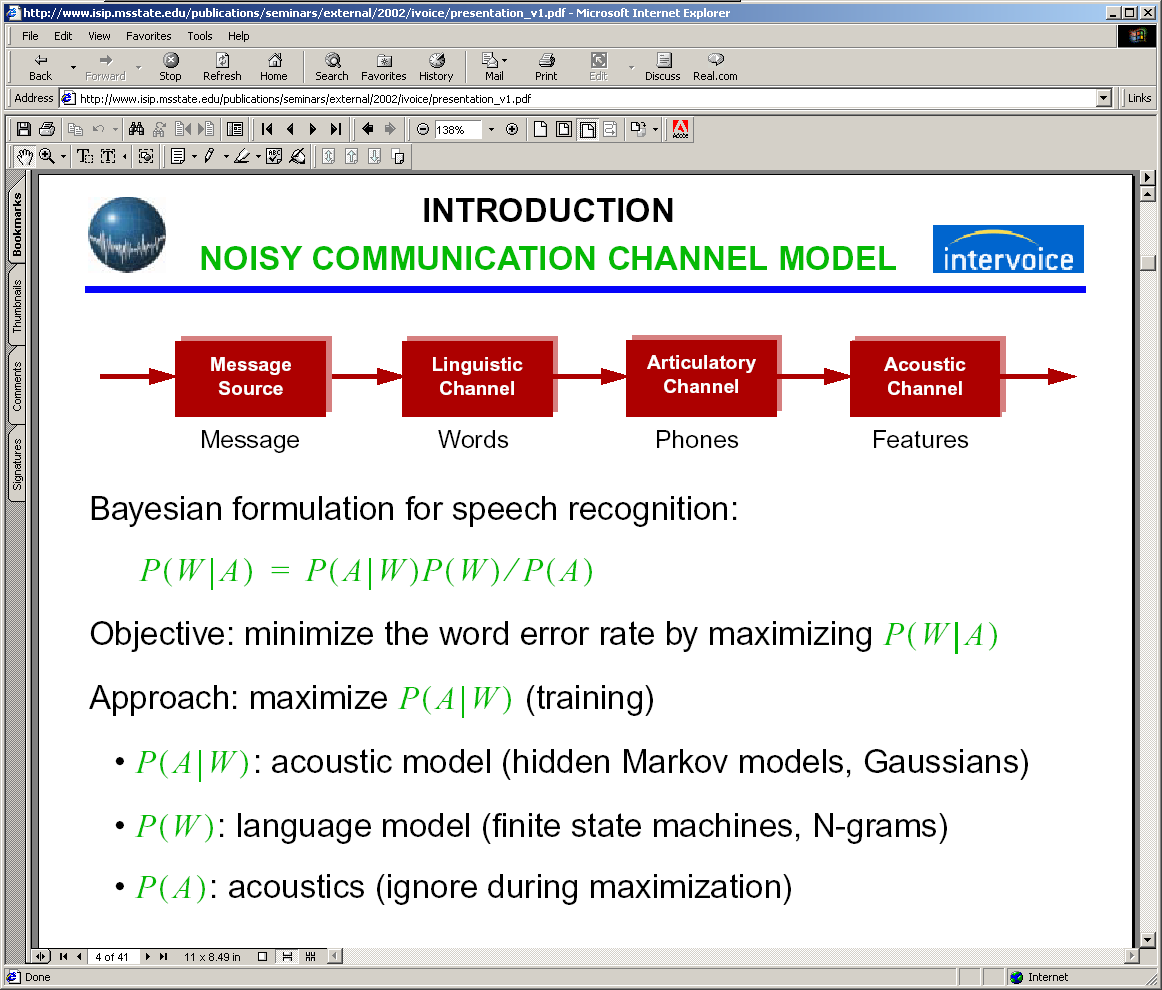 http://www.isip.msstate.edu/publications/seminars/external/2002/ivoice/presentation_v1.pdf - Microsoft Internet Explorer
File Edit View Favorites Tools Help
Back Forward Stop Refresh Home Search Favorites History Mail Print Edit Discuss Real.com
Address http://www.isip.msstate.edu/publications/seminars/external/2002/ivoice/presentation_v1.pdf Links
138% Adobe
Bookmarks
Thumbnails
Comments
Signatures
INTRODUCTION
NOISY COMMUNICATION CHANNEL MODEL
intervoice
Message Source
Linguistic Channel
Articulatory Channel
Acoustic Channel
Message Words Phones Features
Bayesian formulation for speech recognition:
P(W|A) = P(A|W)P(W)/P(A)
Objective: minimize the word error rate by maximizing P(W|A)
Approach: maximize P(A|W) (training)
• P(A|W): acoustic model (hidden Markov models, Gaussians)
• P(W): language model (finite state machines, N-grams)
• P(A): acoustics (ignore during maximization)
4 of 41 11 x 8.49 in
Done Internet